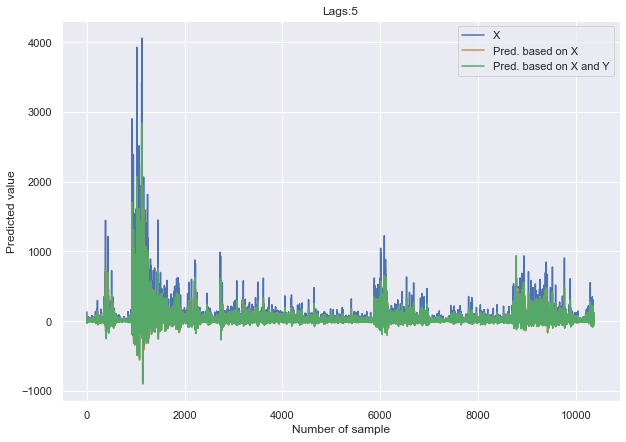 Lags:5
X
Pred. based on X
Pred. based on X and Y
4000
3000
2000
1000
0
−1000
Predicted value
0
2000
4000
6000
8000
10000
Number of sample